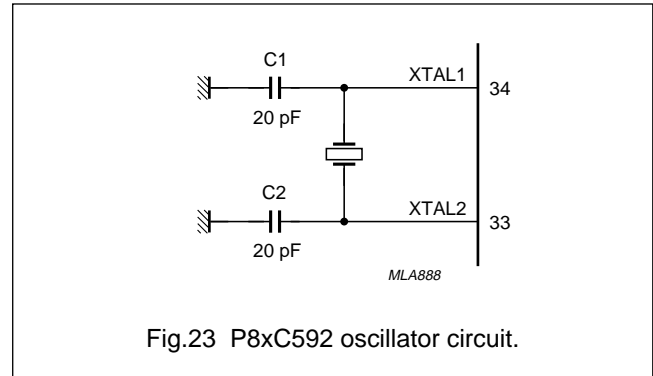 C1
XTAL1
34
20 pF
C2
XTAL2
33
20 pF
MLA888
Fig.23 P8xC592 oscillator circuit.